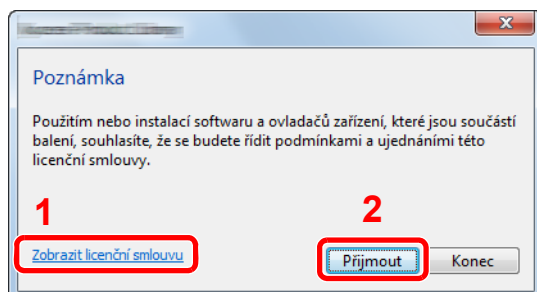 Poznámka
Použitím nebo instalací softwaru a ovladačů zařízení, které jsou součástí
balení, souhlasíte, že se budete řídit podmínkami a ujednáními této
licenční smlouvy.
1
2
Zobrazit licenční smlouvu
Přijmout
Konec